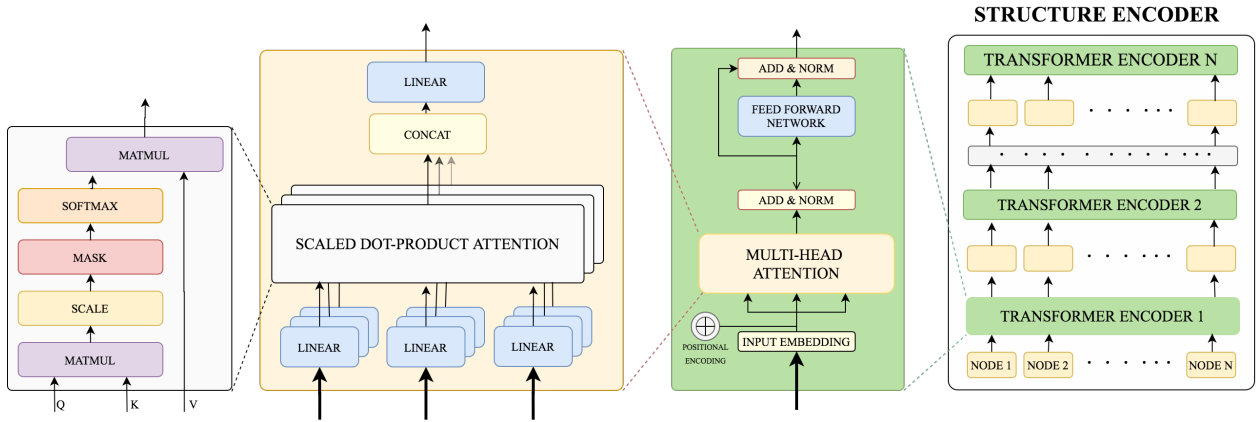 STRUCTURE ENCODER
MATMUL
SOFTMAX
MASK
SCALE
MATMUL
Q
K
V
LINEAR
CONCAT
SCALED DOT-PRODUCT ATTENTION
LINEAR
LINEAR
LINEAR
ADD & NORM
FEED FORWARD
NETWORK
ADD & NORM
MULTI-HEAD
ATTENTION
POSITIONAL
ENCODING
INPUT EMBEDDING
TRANSFORMER ENCODER N
TRANSFORMER ENCODER 2
TRANSFORMER ENCODER 1
NODE 1
NODE 2
NODE N